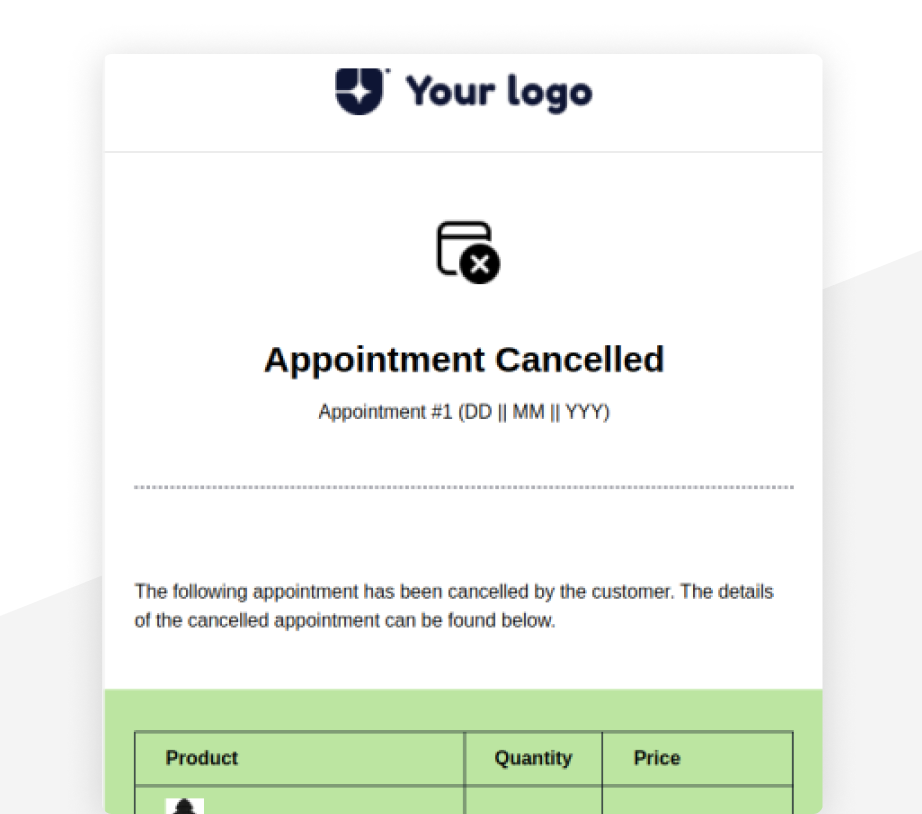 Your logo
Appointment Cancelled
Appointment #1 (DD || MM || YYY)
The following appointment has been cancelled by the customer. The details
of the cancelled appointment can be found below.
Product Quantity Price